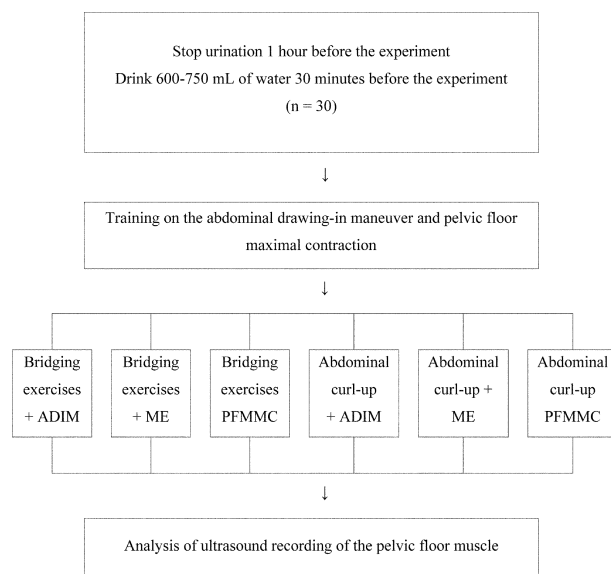 Stop urination 1 hour before the experiment
Drink 600-750 mL of water 30 minutes before the experiment
(n = 30)
↓
Training on the abdominal drawing-in maneuver and pelvic floor
maximal contraction
↓
Bridging
exercises
+ ADIM
Bridging
exercises
+ ME
Bridging
exercises
PFMMC
Abdominal
curl-up
+ ADIM
Abdominal
curl-up +
ME
Abdominal
curl-up
PFMMC
↓
Analysis of ultrasound recording of the pelvic floor muscle